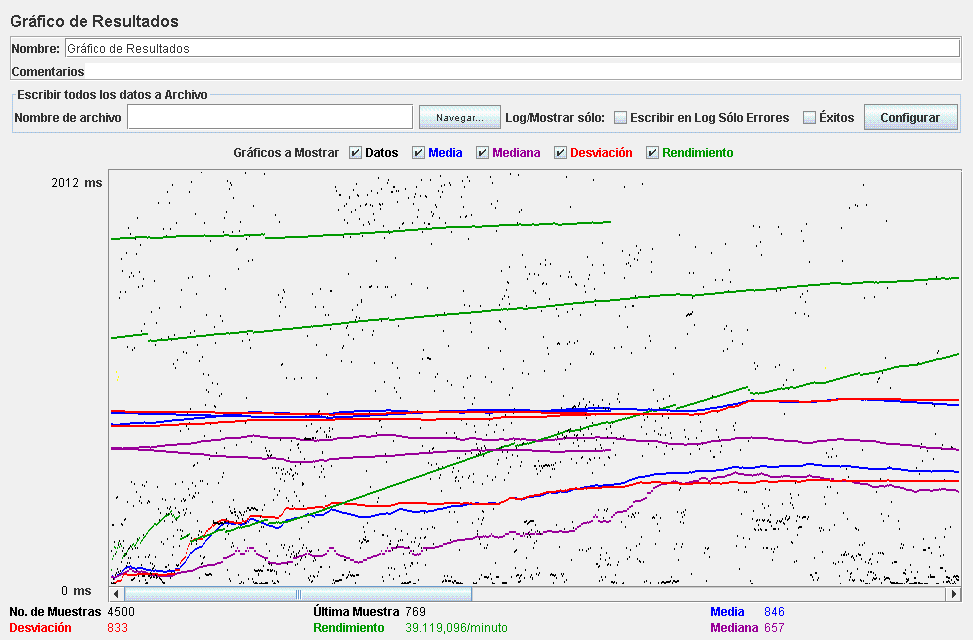 Gráfico de Resultados
Nombre: Gráfico de Resultados
Comentarios
Escribir todos los datos a Archivo
Nombre de archivo Navegar... Log/Mostrar sólo: Escribir en Log Sólo Errores Éxitos Configurar
Gráficos a Mostrar Datos Media Mediana Desviación Rendimiento
2012 ms
0 ms
No. de Muestras 4500 Última Muestra 769 Media 846
Desviación 833 Rendimiento 39.119,096/minuto Mediana 657